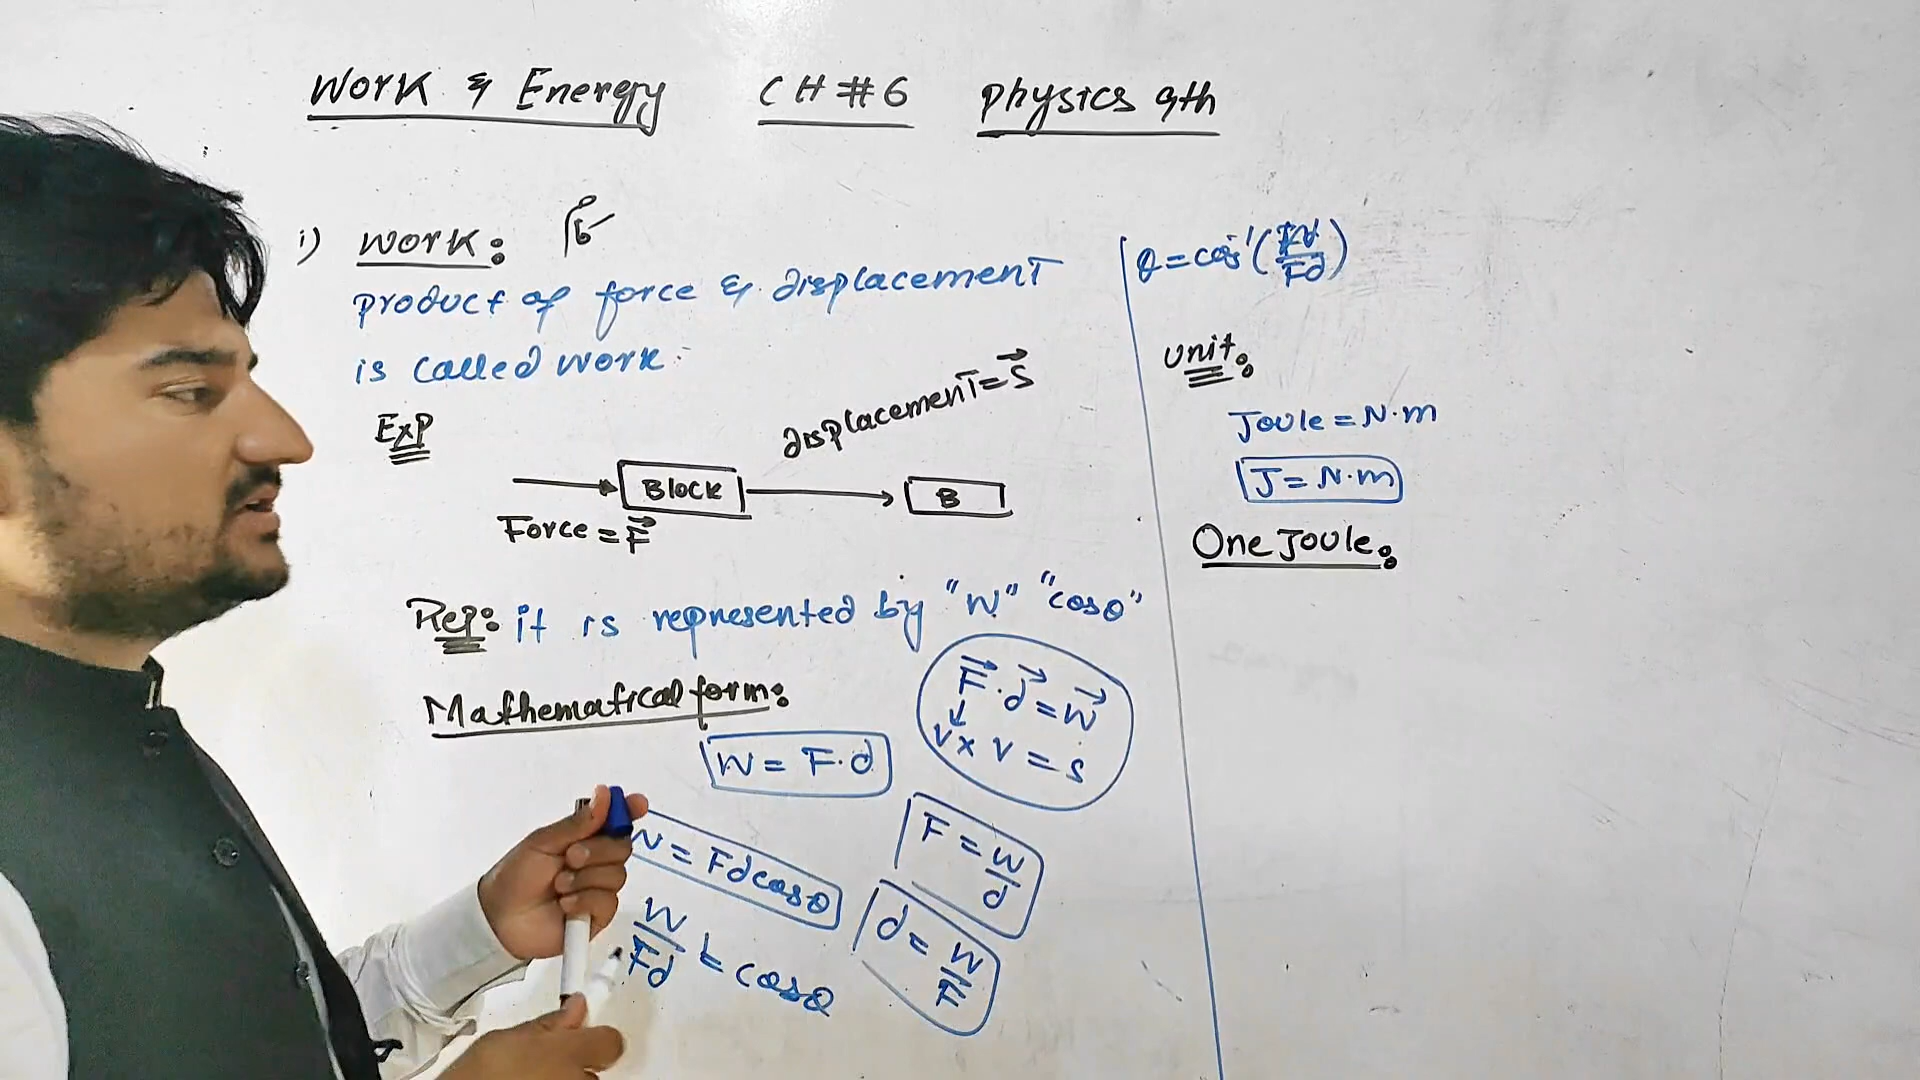 Work & Energy CH#6 physics 9th
i) Work: کام
product of force & displacement
is called work.
Exp
displacement = S⃗
Block
B
Force = F⃗
Rep: it is represented by "W" "cosθ"
Mathematical form:
W = F.d
F⃗.d⃗ = W⃗
↓
v × v = s
W = Fdcosθ
W/Fd = cosθ
F = W/d
d = W/F
θ = cos⁻¹(W/Fd)
unit:
Joule = N.m
J = N.m
One Joule: